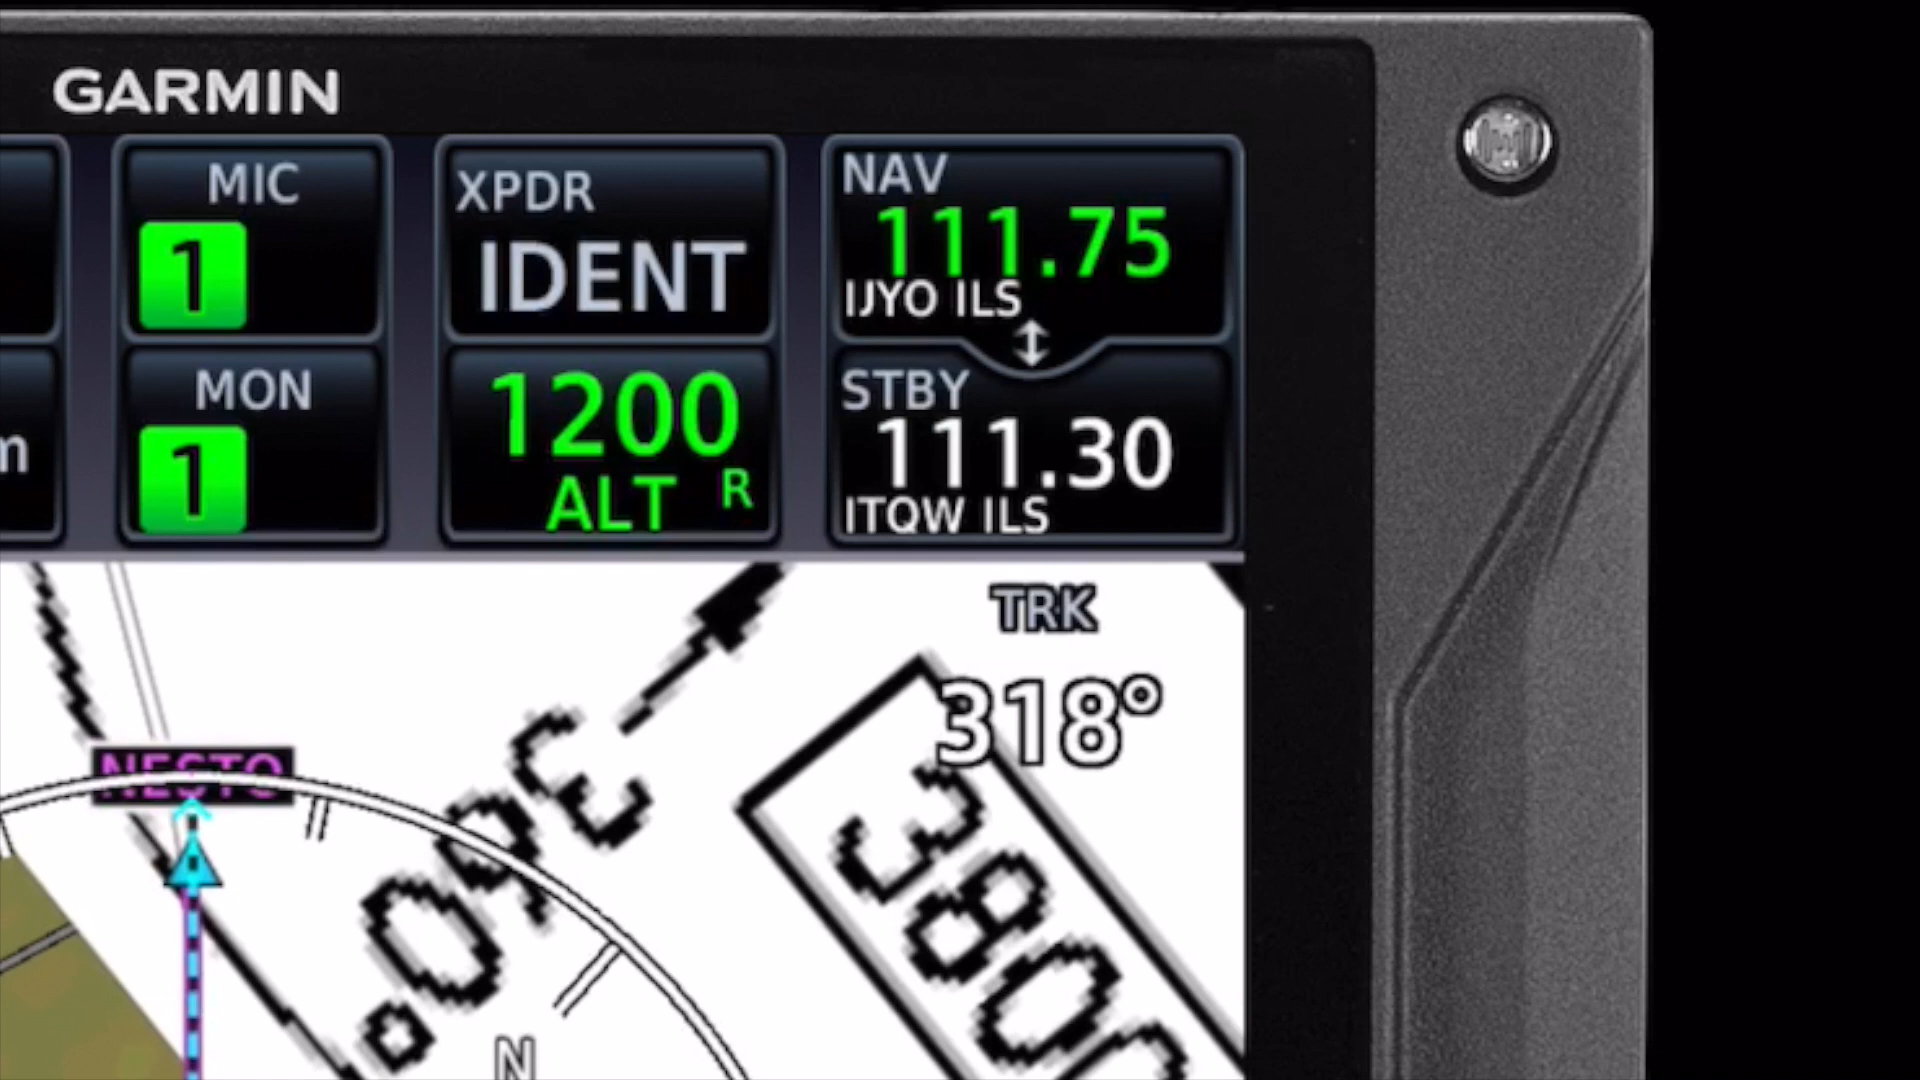 GARMIN
MIC
1
XPDR
IDENT
NAV
111.75
IJYO ILS
m
MON
1
1200
ALT R
STBY
111.30
ITQW ILS
TRK
318°
NESTO
360°
3800
N